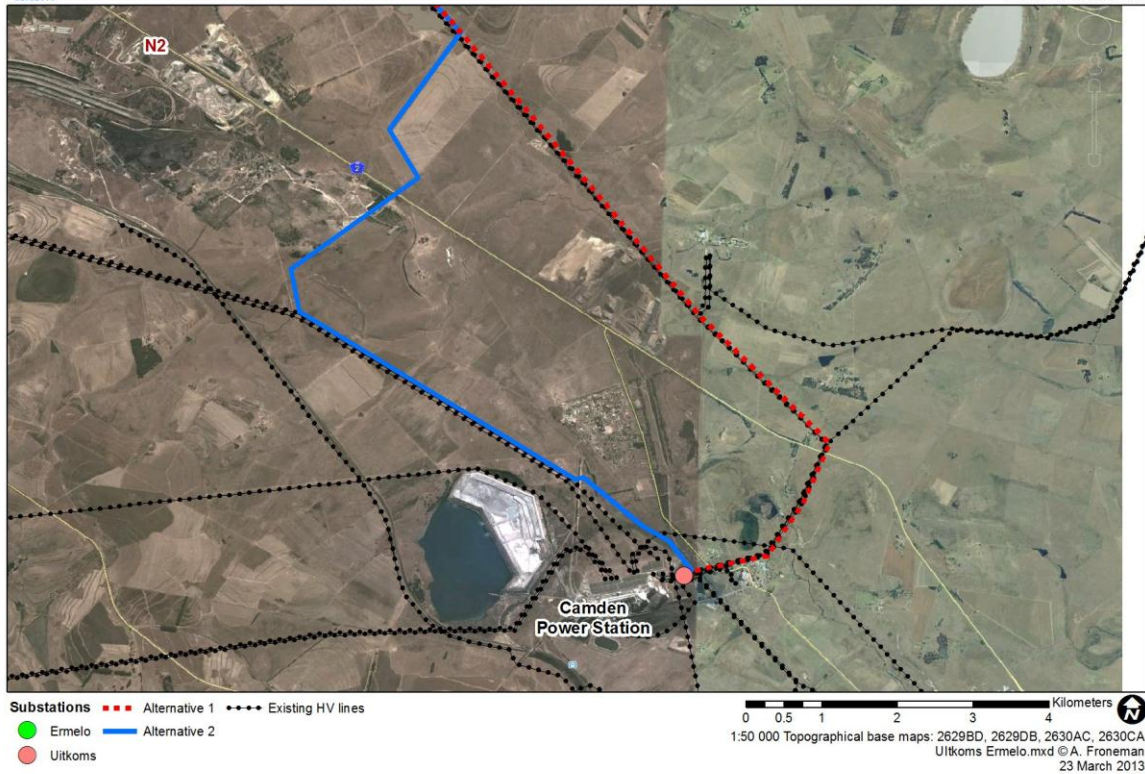 N2
2
Camden
Power Station
Substations
Alternative 1
Existing HV lines
Ermelo
Alternative 2
Uitkoms
Kilometers
0 0.5 1 2 3 4
N
1:50 000 Topographical base maps: 2629BD, 2629DB, 2630AC, 2630CA
UItkoms Ermelo.mxd © A. Froneman
23 March 2013